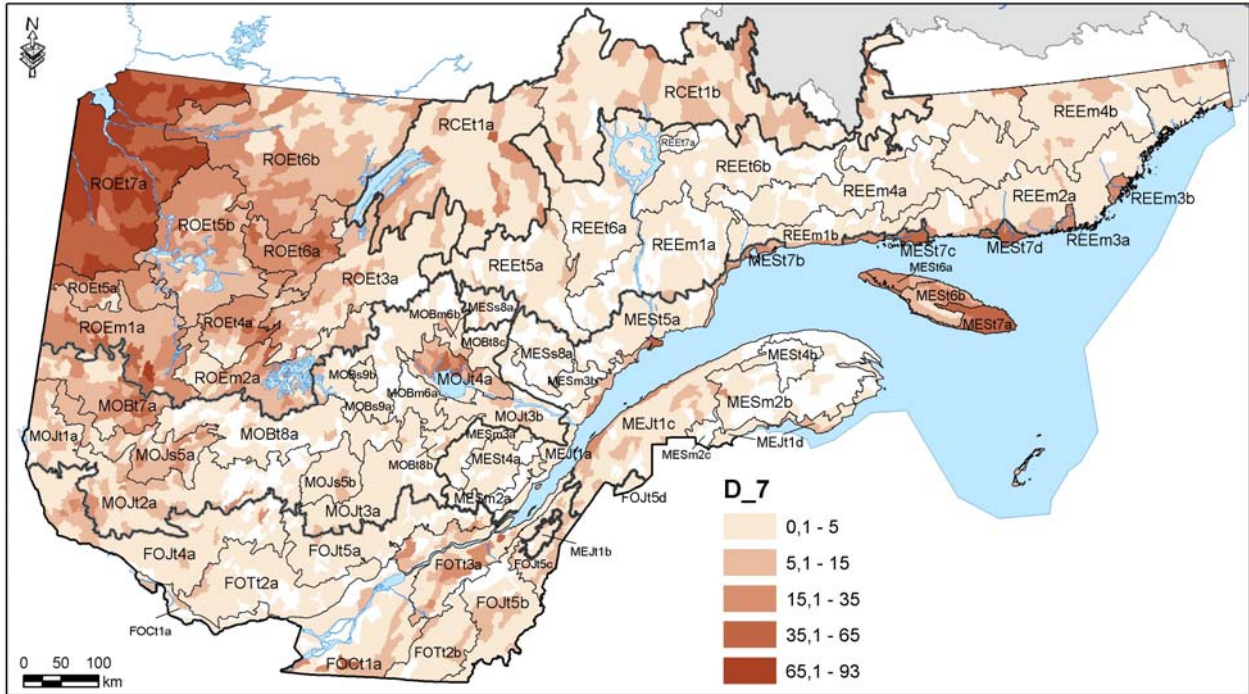 N
RCEt1b
RCEt1a
REEt7a
REEm4b
ROEt6b
REEt6b
ROEt7a
REEm4a
REEm2a
REEm3b
ROEt5b
REEt6a
REEm1a
REEm1b
MESt7c
MESt7d
REEm3a
ROEt6a
MESt7b
MESt6a
ROEt3a
REEt5a
MESt6b
ROEt5a
MESt7a
ROEm1a
ROEt4a
MOBm6b
MESs8a
MESt5a
MOBt8c
ROEm2a
MOBs9b
MOJt4a
MESs8a
MESt4b
MESm3b
MOBm6a
MOBt7a
MOBs9a
MOJt3b
MESm2b
MEJt1c
MOJt1a
MOBt8a
MESm3a
MEJt1d
MOJs5a
MOBt8b
MESt4a
MEJt1a
MESm2c
MOJs5b
MESm2a
MOJt2a
MOJt3a
FOJt5d
FOJt4a
FOJt5a
MEJt1b
FOTt3a
FOJt5c
FOTt2a
FOJt5b
FOCt1a
FOCt1a
FOTt2b
D_7
0,1 - 5
5,1 - 15
15,1 - 35
35,1 - 65
65,1 - 93
0 50 100
km